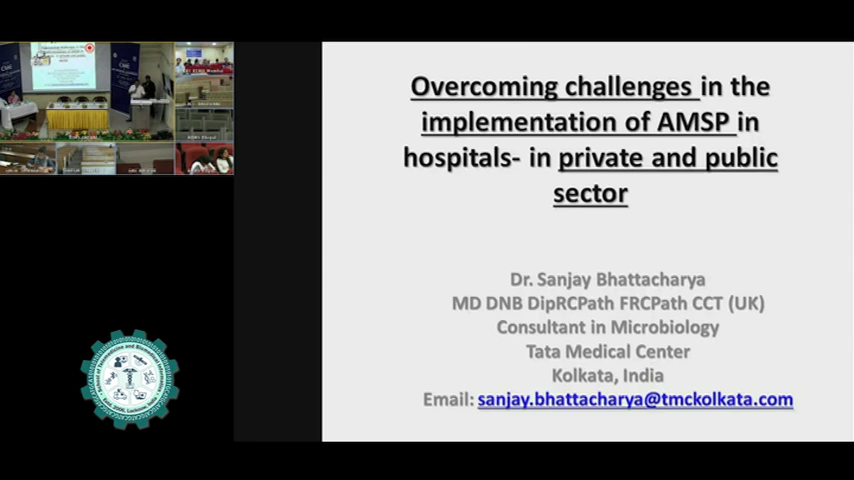 Overcoming challenges in the
implementation of AMSP in
hospitals- in private and public
sector
Dr. Sanjay Bhattacharya
MD DNB DipRCPath FRCPath CCT (UK)
Consultant in Microbiology
Tata Medical Center
Kolkata, India
Email: sanjay.bhattacharya@tmckolkata.com